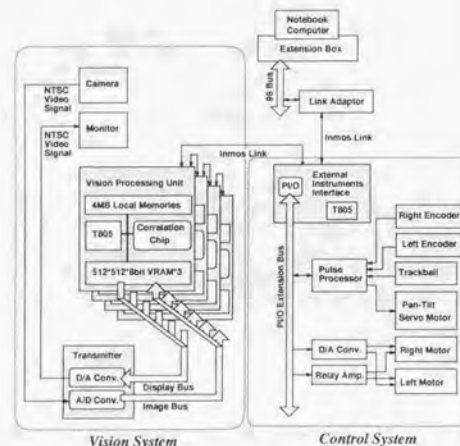 Notebook
Computer
Extension Box
98 Bus
Link Adaptor
Inmos Link
Inmos Link
NTSC
Video
Signal
Camera
Monitor
NTSC
Video
Signal
Vision Processing Unit
4MB Local Memories
T805
Correlation
Chip
512*512*8bit VRAM*3
Transmitter
D/A Conv.
A/D Conv.
Display Bus
Image Bus
Vision System
PI/O
External
Instruments
Interface
T805
PI/O Extension Bus
Pulse
Processor
Right Encoder
Left Encoder
Trackball
Pan-Tilt
Servo Motor
D/A Conv.
Relay Amp.
Right Motor
Left Motor
Control System